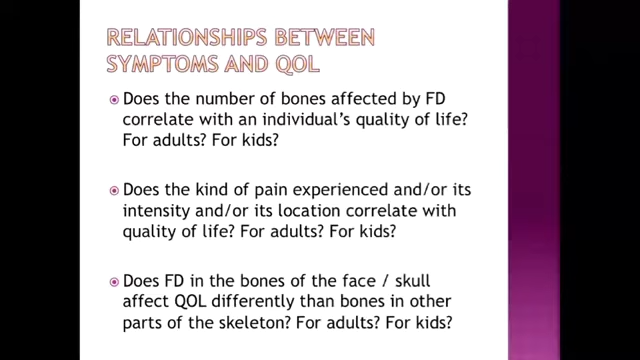 RELATIONSHIPS BETWEEN
SYMPTOMS AND QOL
Does the number of bones affected by FD
correlate with an individual's quality of life?
For adults? For kids?
Does the kind of pain experienced and/or its
intensity and/or its location correlate with
quality of life? For adults? For kids?
Does FD in the bones of the face / skull
affect QOL differently than bones in other
parts of the skeleton? For adults? For kids?